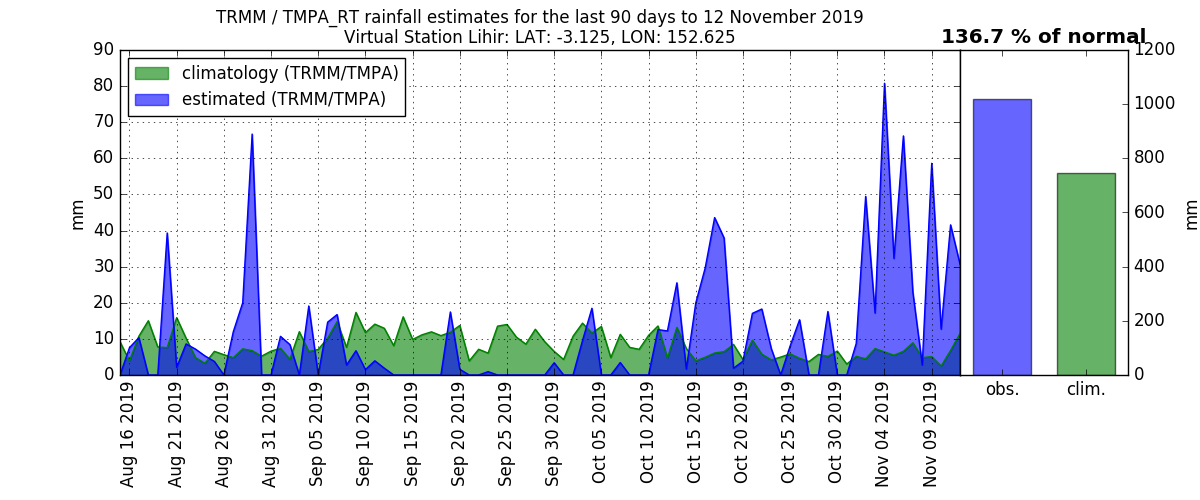 TRMM / TMPA_RT rainfall estimates for the last 90 days to 12 November 2019
Virtual Station Lihir: LAT: -3.125, LON: 152.625
136.7 % of normal
climatology (TRMM/TMPA)
estimated (TRMM/TMPA)
mm
90
80
70
60
50
40
30
20
10
0
Aug 16 2019
Aug 21 2019
Aug 26 2019
Aug 31 2019
Sep 05 2019
Sep 10 2019
Sep 15 2019
Sep 20 2019
Sep 25 2019
Sep 30 2019
Oct 05 2019
Oct 10 2019
Oct 15 2019
Oct 20 2019
Oct 25 2019
Oct 30 2019
Nov 04 2019
Nov 09 2019
obs.
clim.
1200
1000
800
600
400
200
0
mm